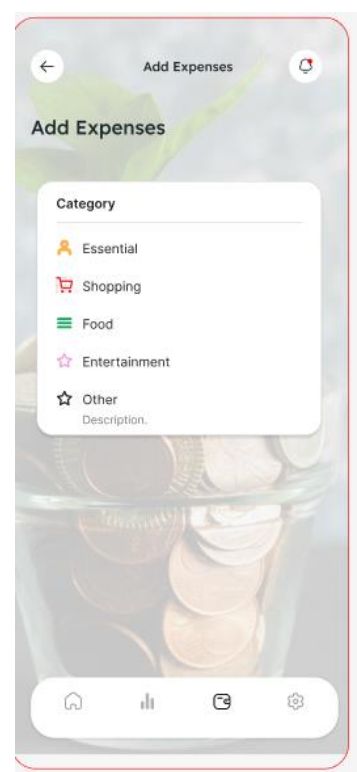 Add Expenses
Add Expenses
Category
Essential
Shopping
Food
Entertainment
Other
Description.